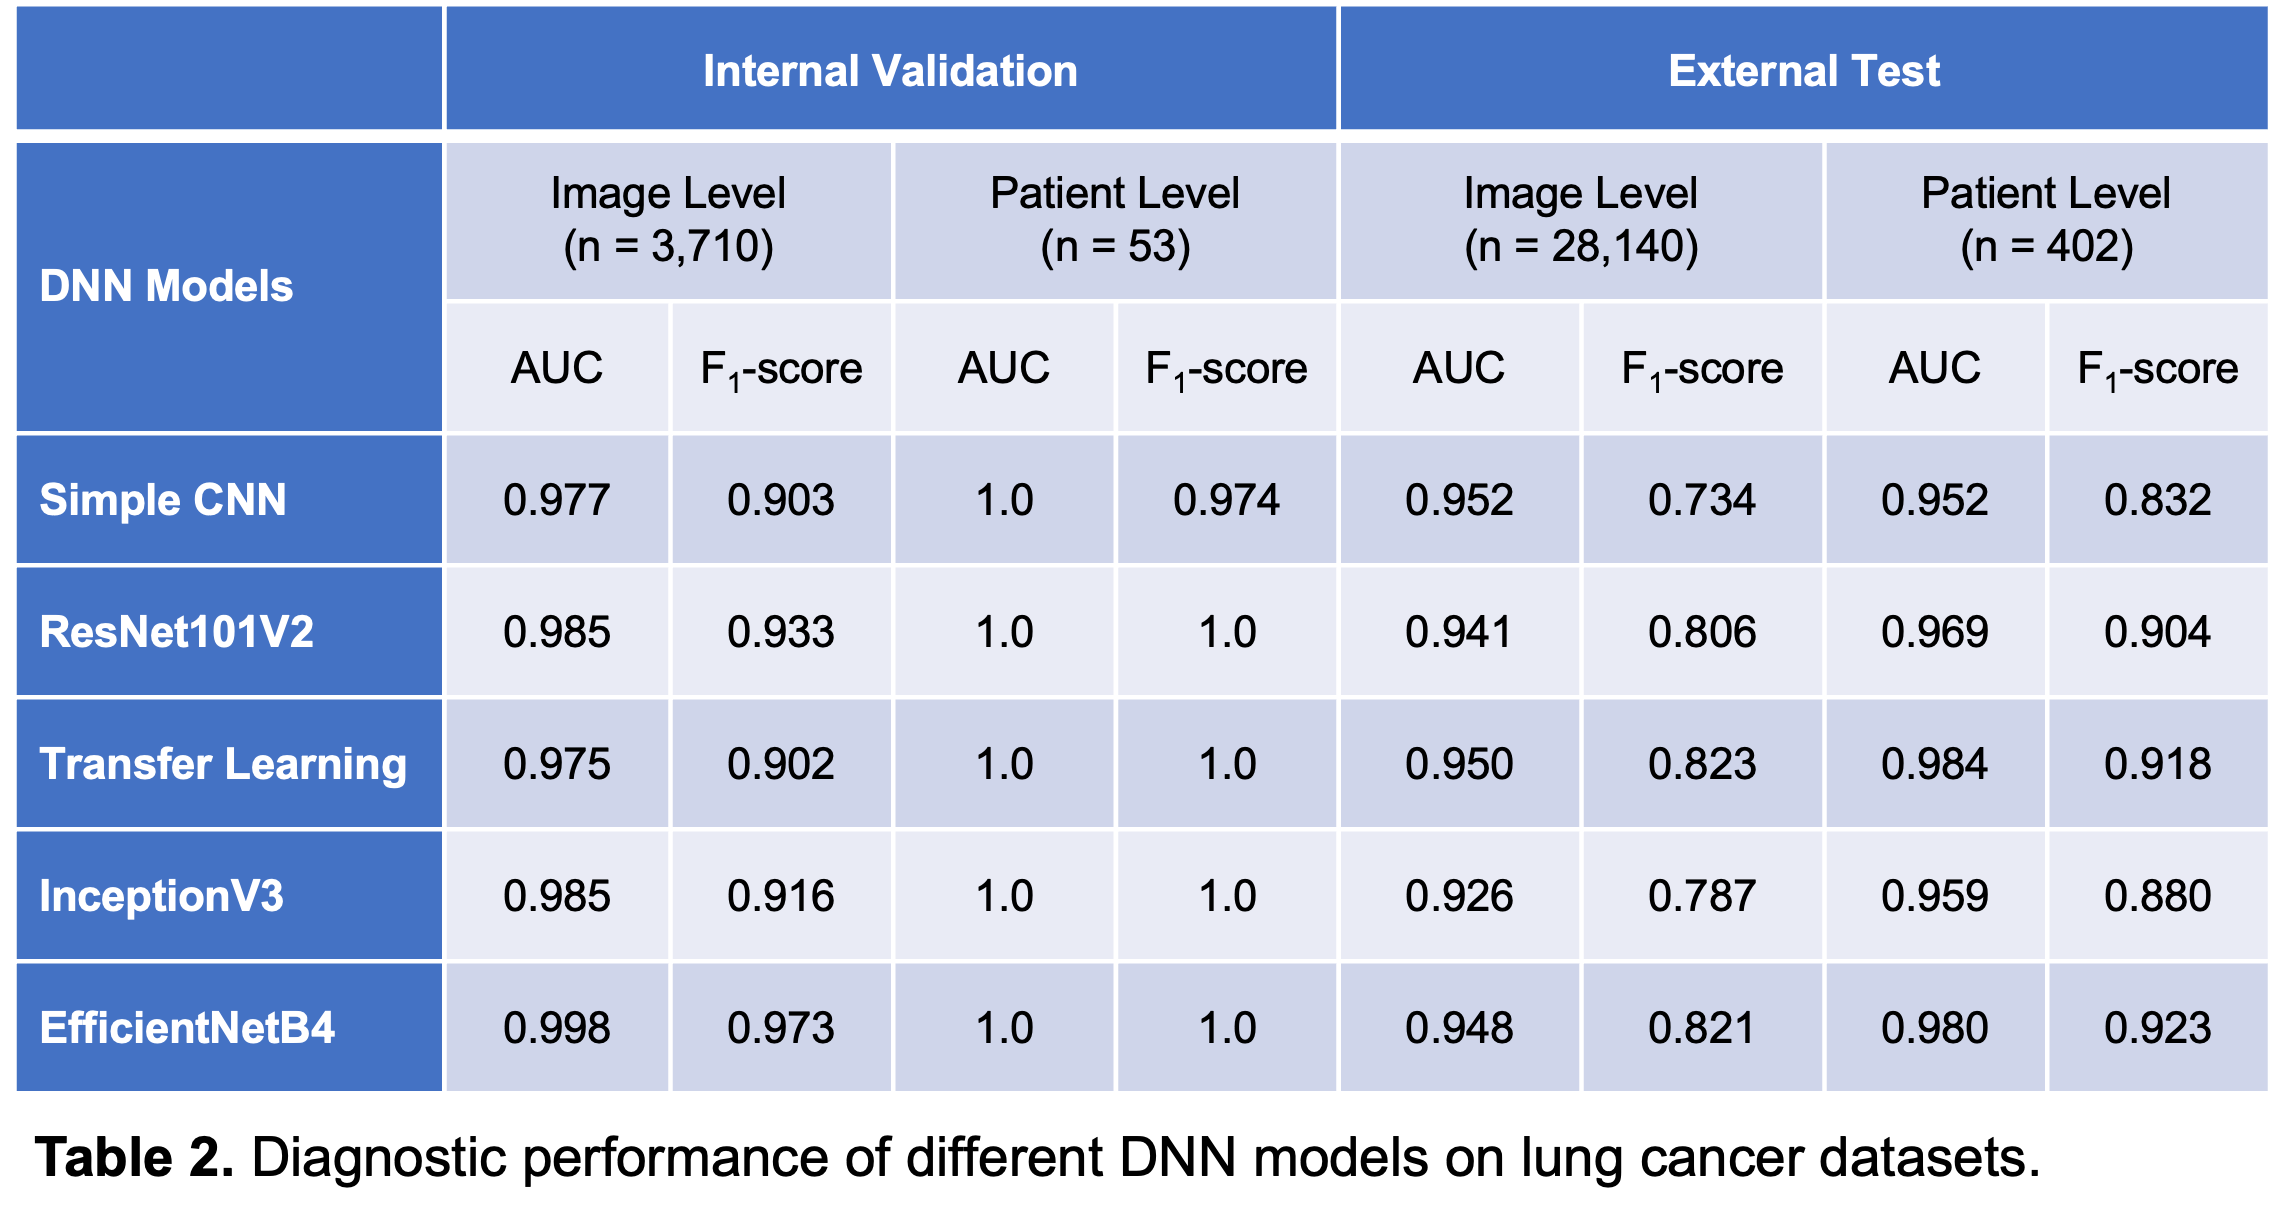 Internal Validation External Test
DNN Models
Image Level Patient Level Image Level Patient Level
(n = 3,710) (n = 53) (n = 28,140) (n = 402)
AUC F₁-score AUC F₁-score AUC F₁-score AUC F₁-score
Simple CNN 0.977 0.903 1.0 0.974 0.952 0.734 0.952 0.832
ResNet101V2 0.985 0.933 1.0 1.0 0.941 0.806 0.969 0.904
Transfer Learning 0.975 0.902 1.0 1.0 0.950 0.823 0.984 0.918
InceptionV3 0.985 0.916 1.0 1.0 0.926 0.787 0.959 0.880
EfficientNetB4 0.998 0.973 1.0 1.0 0.948 0.821 0.980 0.923
Table 2. Diagnostic performance of different DNN models on lung cancer datasets.